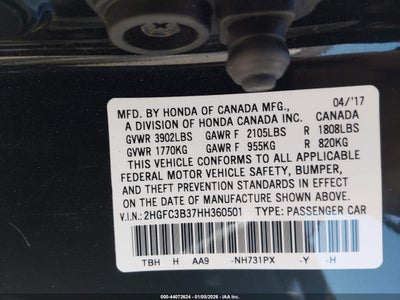 MFD. BY HONDA OF CANADA MFG., 04/'17
A DIVISION OF HONDA CANADA INC. CANADA
GVWR 3902LBS GAWR F 2105LBS R 1808LBS
GVWR 1770KG GAWR F 955KG R 820KG
THIS VEHICLE CONFORMS TO ALL APPLICABLE
FEDERAL MOTOR VEHICLE SAFETY, BUMPER,
AND THEFT PREVENTION STANDARDS IN EFFECT
ON THE DATE OF MANUFACTURE SHOWN ABOVE.
V.I.N.: 2HGFC3B37HH360501 TYPE: PASSENGER CAR
TBH H AA9 -NH731PX -Y -H
000-44072624 - 01/09/2026 - IAA Inc.